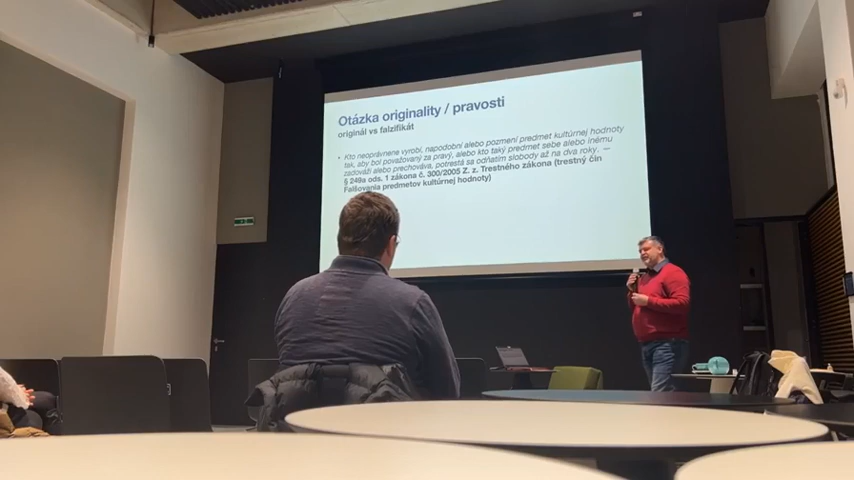 Otázka originality / pravosti
originál vs falzifikát
• Kto neoprávnene vyrobí, napodobní alebo pozmení predmet kultúrnej hodnoty
tak, aby bol považovaný za pravý, alebo kto taký predmet sebe alebo inému
zadováži alebo prechováva, potrestá sa odňatím slobody až na dva roky. —
§ 249a ods. 1 zákona č. 300/2005 Z. z. Trestného zákona (trestný čin
Falšovania predmetov kultúrnej hodnoty)